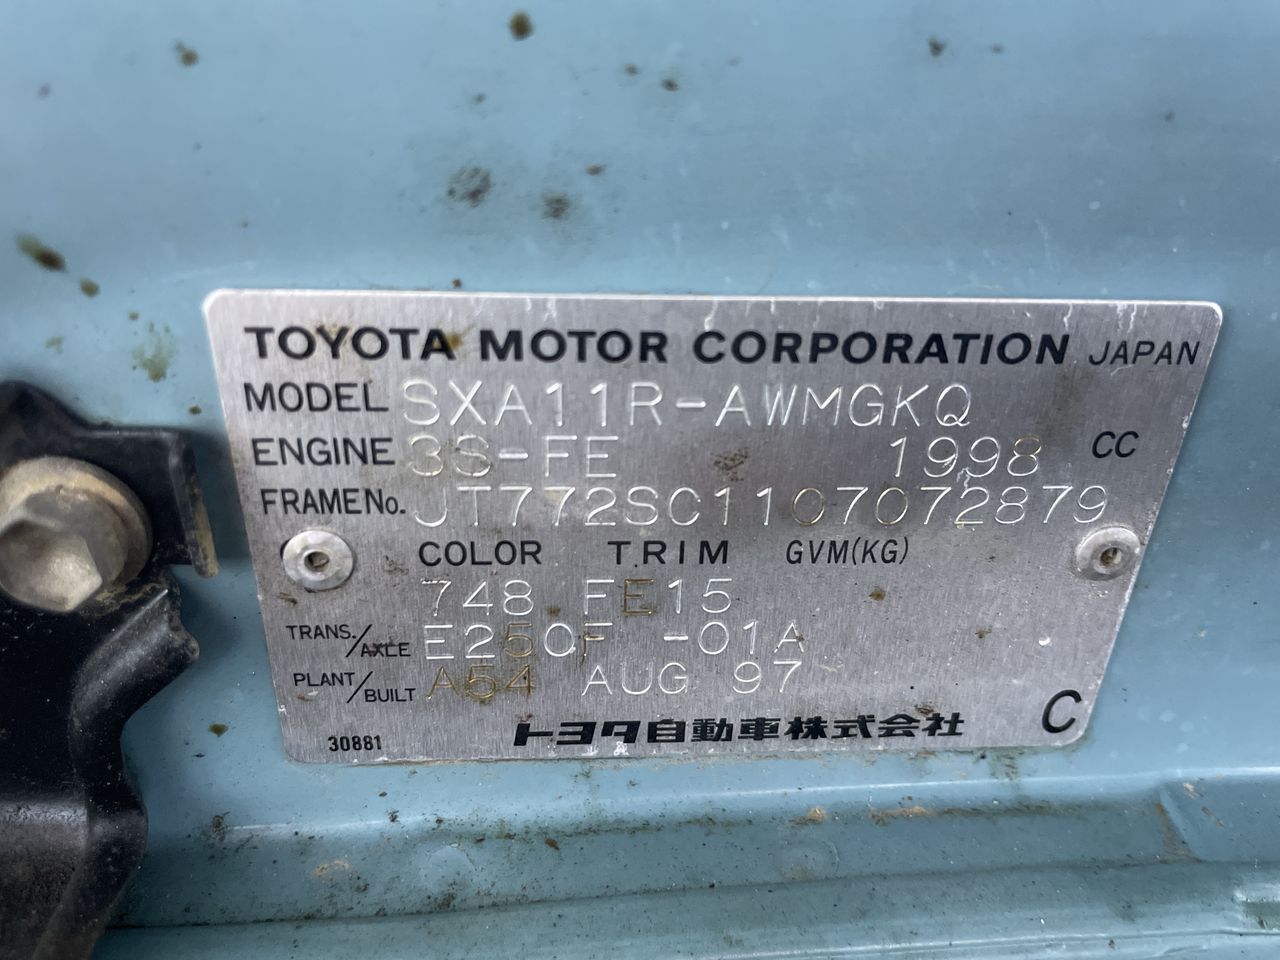 TOYOTA MOTOR CORPORATION JAPAN
MODEL SXA11R-AWMGKQ
ENGINE 3S-FE 1998 CC
FRAME No. JT772SC1107072879
COLOR TRIM GVM(KG)
748 FE15
TRANS./AXLE E250F -01A
PLANT/BUILT A54 AUG 97
30881 トヨタ自動車株式会社 C